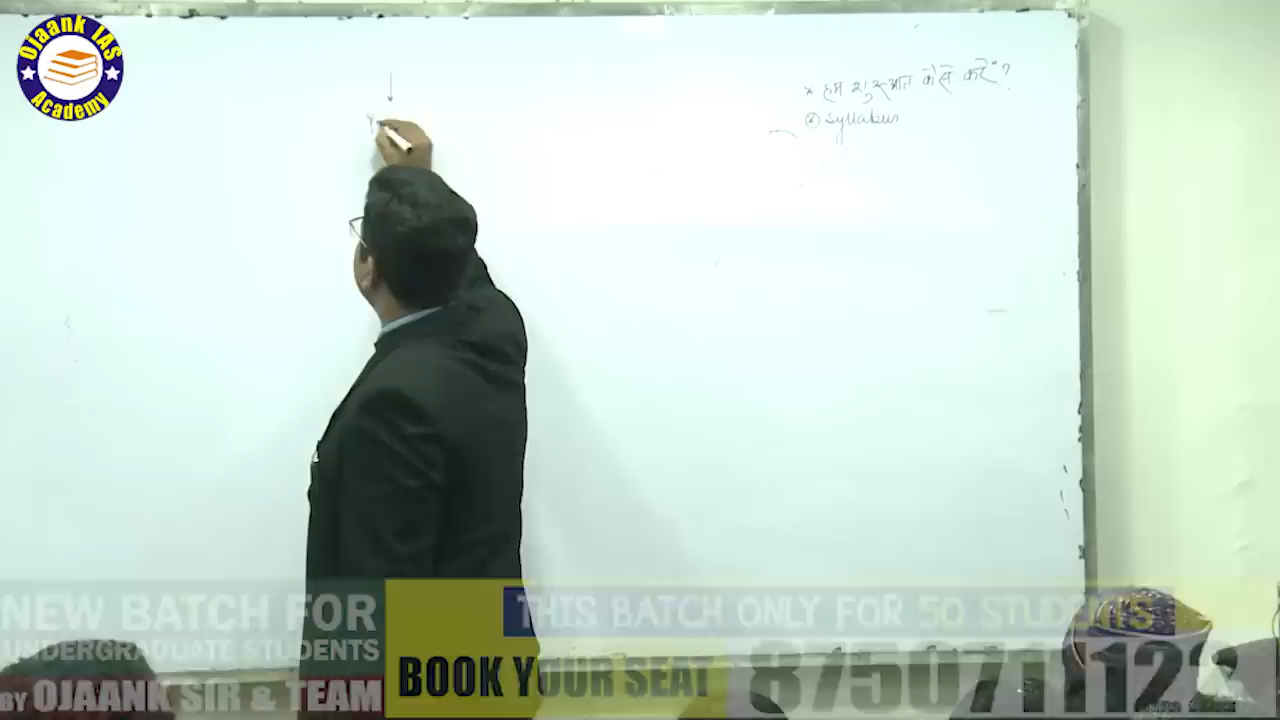 Ojaank IAS
Academy
* हम शुरुआत कैसे करें?
* Syllabus
NEW BATCH FOR
UNDERGRADUATE STUDENTS
BY OJAANK SIR & TEAM
THIS BATCH ONLY FOR 50 STUDENTS
BOOK YOUR SEAT